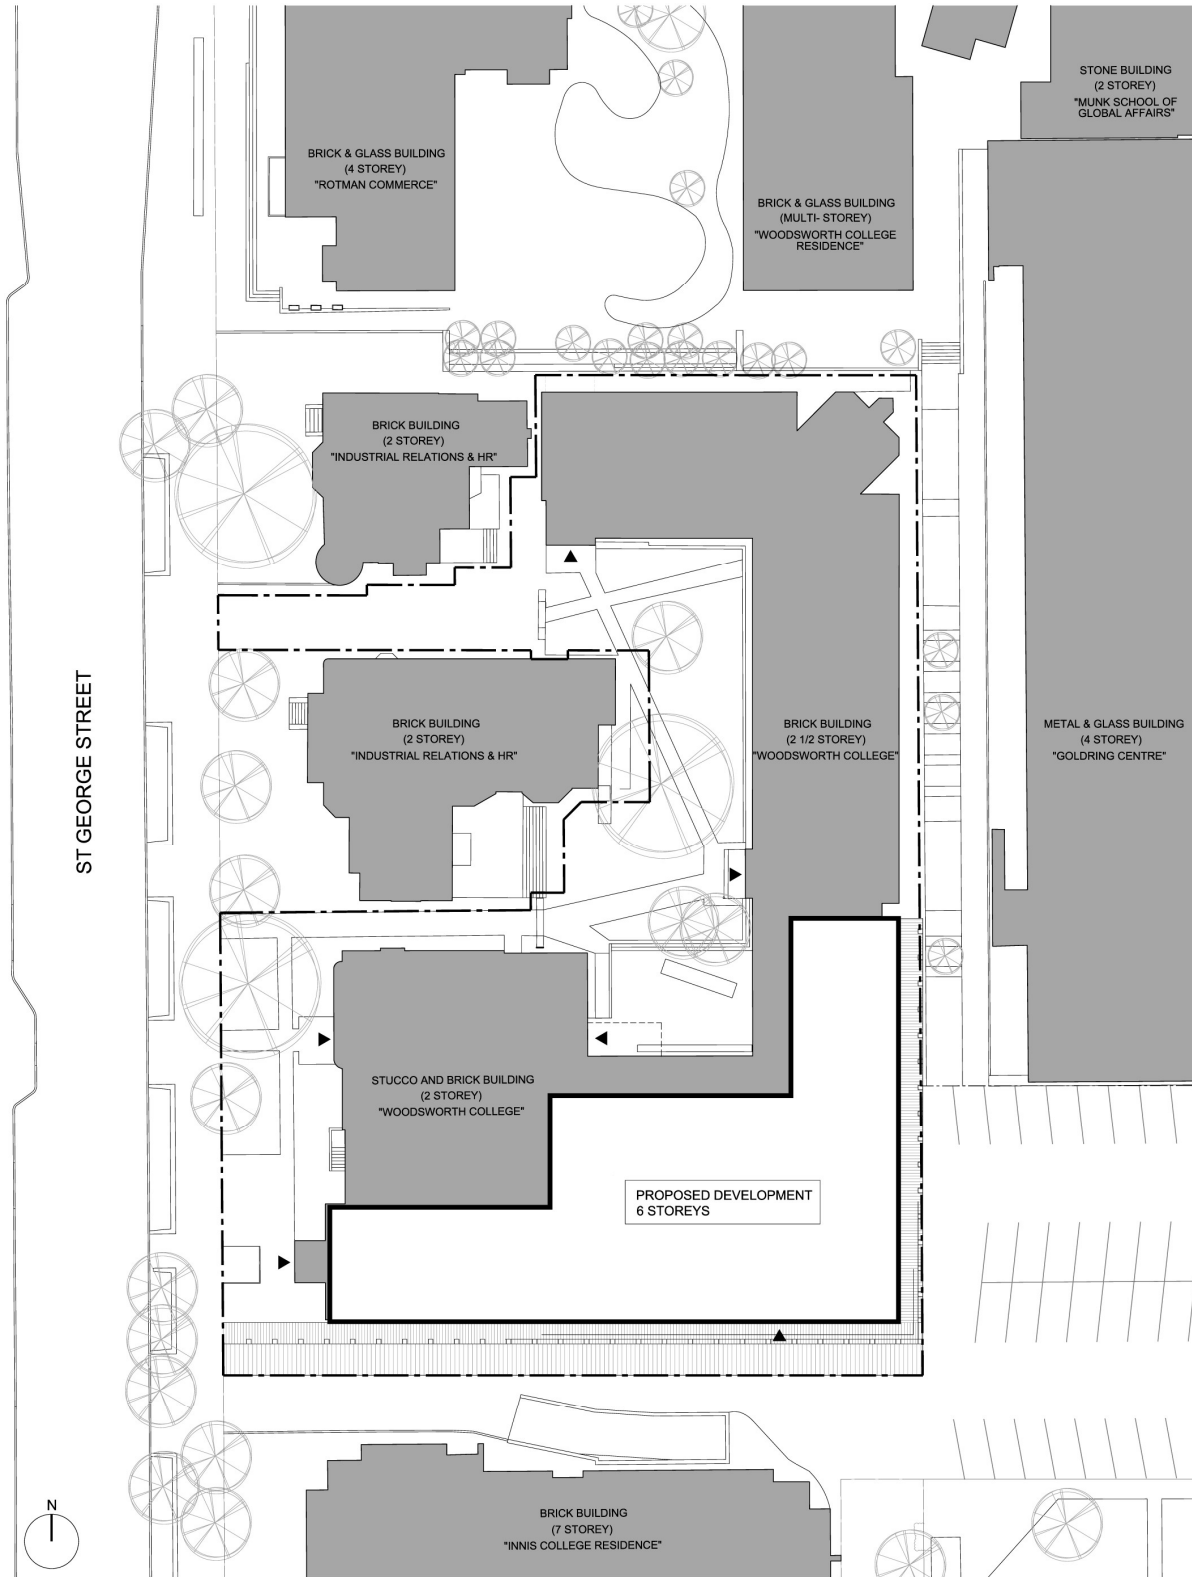 STONE BUILDING
(2 STOREY)
"MUNK SCHOOL OF
GLOBAL AFFAIRS"
BRICK & GLASS BUILDING
(4 STOREY)
"ROTMAN COMMERCE"
BRICK & GLASS BUILDING
(MULTI- STOREY)
"WOODSWORTH COLLEGE
RESIDENCE"
BRICK BUILDING
(2 STOREY)
"INDUSTRIAL RELATIONS & HR"
ST GEORGE STREET
BRICK BUILDING
(2 STOREY)
"INDUSTRIAL RELATIONS & HR"
BRICK BUILDING
(2 1/2 STOREY)
"WOODSWORTH COLLEGE"
METAL & GLASS BUILDING
(4 STOREY)
"GOLDRING CENTRE"
STUCCO AND BRICK BUILDING
(2 STOREY)
"WOODSWORTH COLLEGE"
PROPOSED DEVELOPMENT
6 STOREYS
N
BRICK BUILDING
(7 STOREY)
"INNIS COLLEGE RESIDENCE"